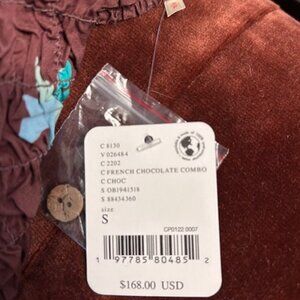 C 8130
V 026484
C 2202
C FRENCH CHOCOLATE COMBO
C CHOC
S OB1941518
S 88434360
size
S
CP0122 0007
1 97785 80485 2
$168.00 USD